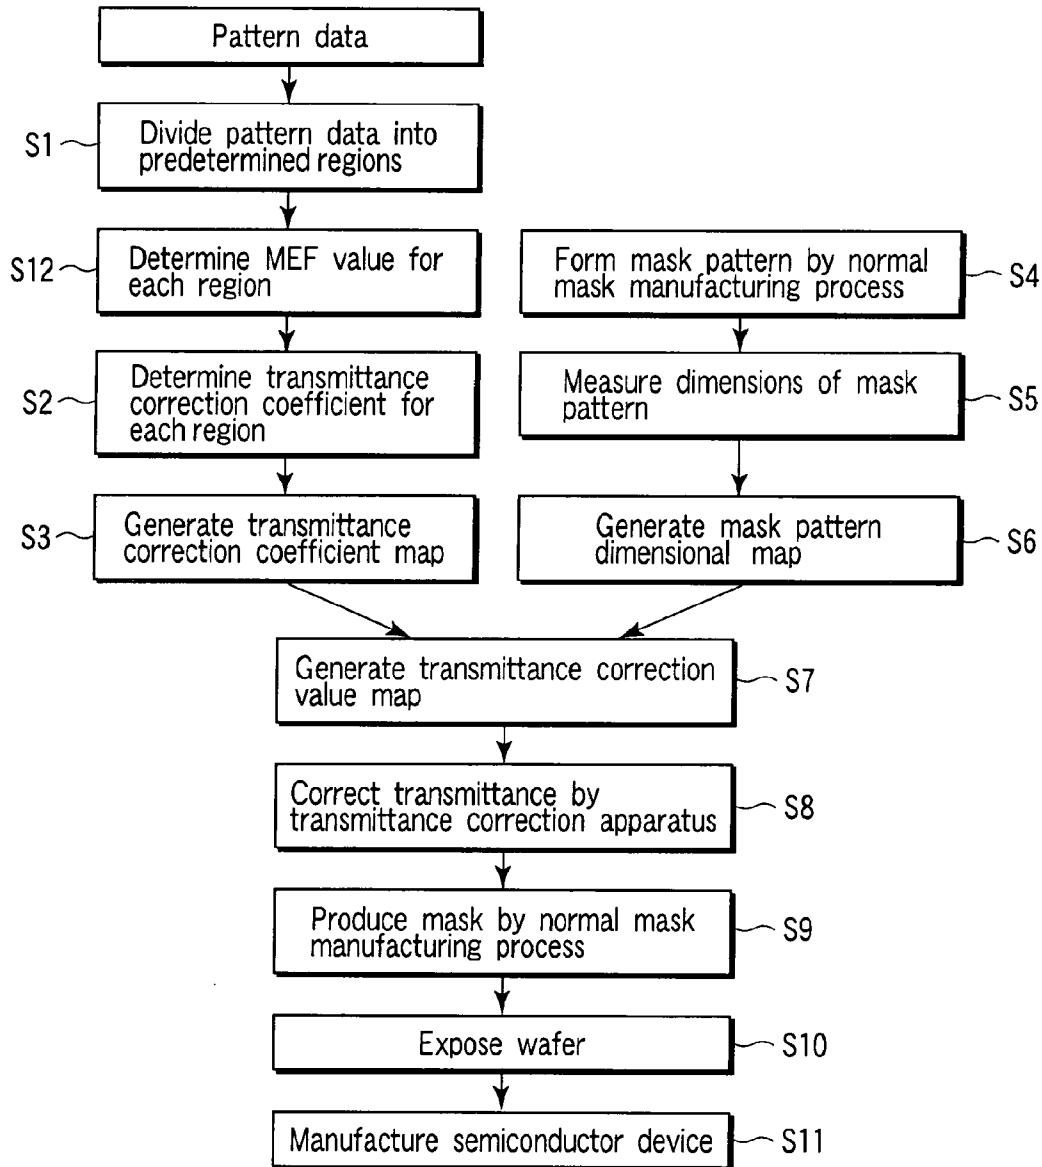 Pattern data
S1
Divide pattern data into
predetermined regions
S12
Determine MEF value for
each region
S2
Determine transmittance
correction coefficient for
each region
S3
Generate transmittance
correction coefficient map
Form mask pattern by normal
mask manufacturing process
S4
Measure dimensions of mask
pattern
S5
Generate mask pattern
dimensional map
S6
Generate transmittance correction
value map
S7
Correct transmittance by
transmittance correction apparatus
S8
Produce mask by normal mask
manufacturing process
S9
Expose wafer
S10
Manufacture semiconductor device
S11